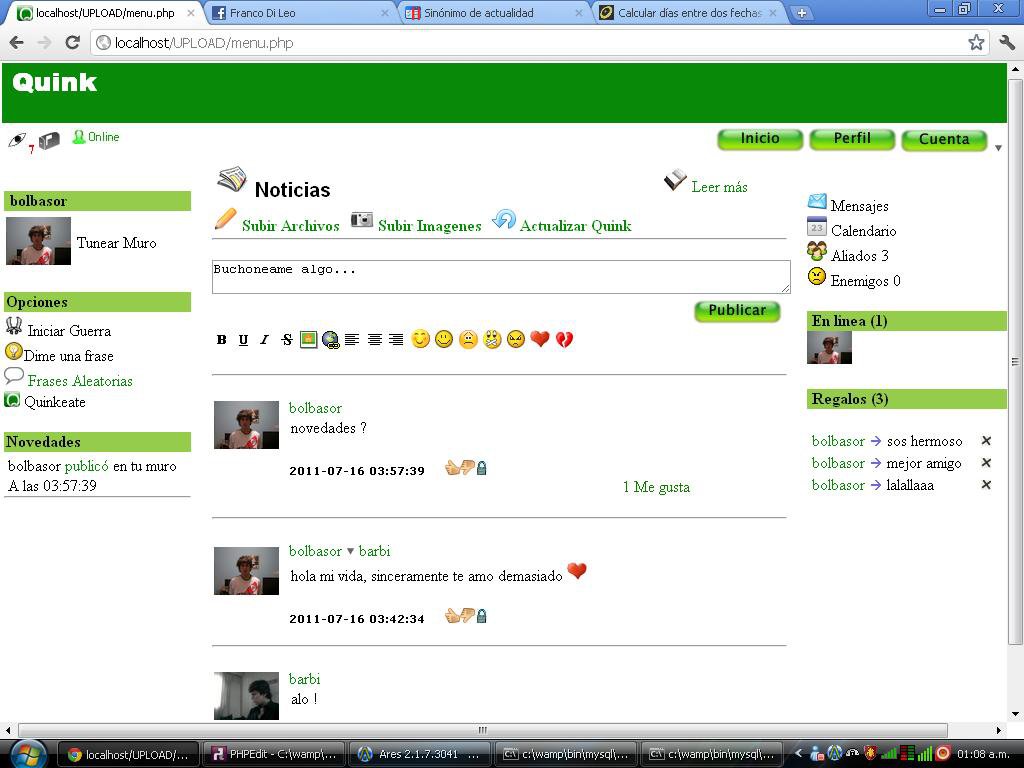 localhost/UPLOAD/menu.php
Franco Di Leo
Sinónimo de actualidad
Calcular días entre dos fechas
localhost/UPLOAD/menu.php
Quink
7
Online
Inicio
Perfil
Cuenta
bolbasor
Tunear Muro
Opciones
Iniciar Guerra
Dime una frase
Frases Aleatorias
Quinkeate
Novedades
bolbasor publicó en tu muro
A las 03:57:39
Noticias
Leer más
Subir Archivos
Subir Imagenes
Actualizar Quink
Buchoneame algo...
Publicar
B U I S
bolbasor
novedades ?
2011-07-16 03:57:39
1 Me gusta
bolbasor ▼ barbi
hola mi vida, sinceramente te amo demasiado
2011-07-16 03:42:34
barbi
alo !
Mensajes
23
Calendario
Aliados 3
Enemigos 0
En linea (1)
Regalos (3)
bolbasor → sos hermoso
bolbasor → mejor amigo
bolbasor → lalallaaa
localhost/UPLOAD/...
PHPEdit - C:\wamp\...
Ares 2.1.7.3041 ...
c:\wamp\bin\mysql\...
c:\wamp\bin\mysql\...
01:08 a.m.